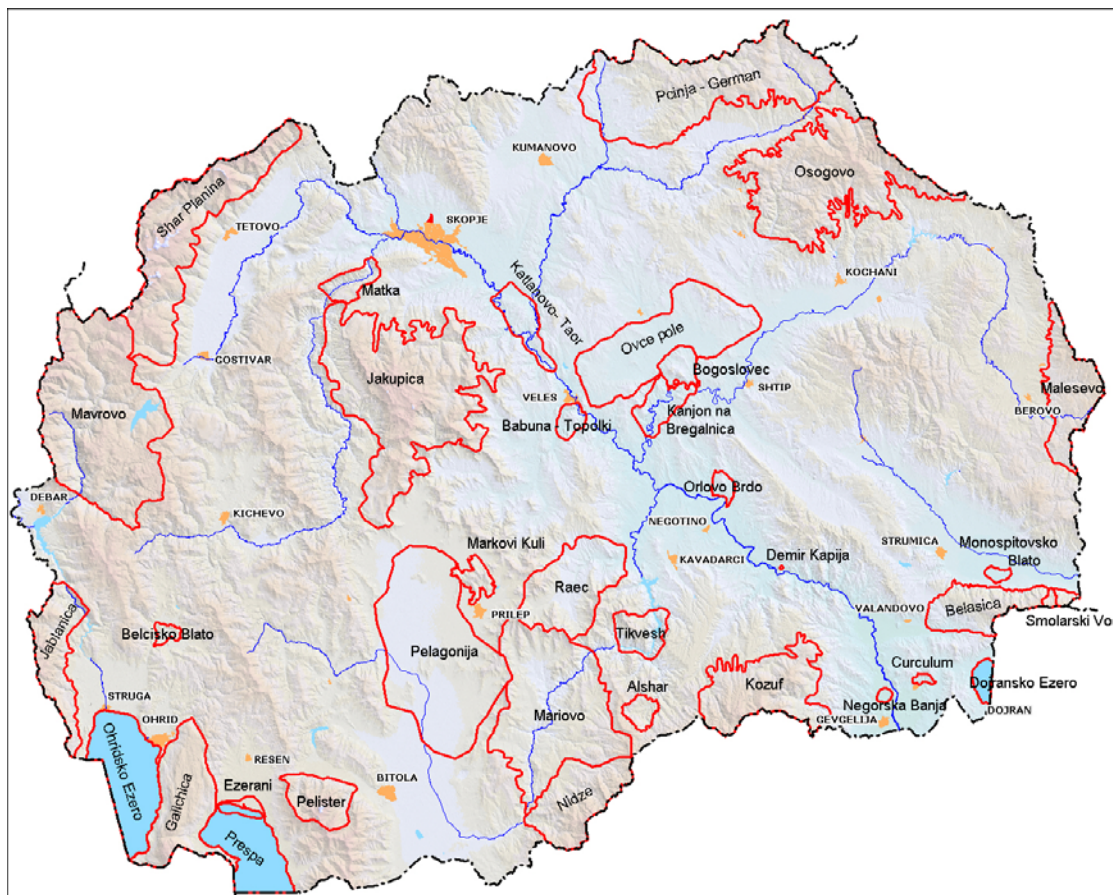 Pcinja - German
KUMANOVO
Osogovo
Shar Planina
TETOVO
SKOPJE
KOCHANI
Katlanovo- Taor
Matka
Ovce pole
GOSTIVAR
Jakupica
Bogoslovec
SHTIP
Malesevo
Mavrovo
VELES
BEROVO
Babuna - Topolki
Kanjon na
Bregalnica
DEBAR
Orlovo Brdo
KICHEVO
NEGOTINO
Markovi Kuli
KAVADARCI
Demir Kapija
STRUMICA
Monospitovsko
Blato
Raec
Jablanica
PRILEP
VALANDOVO
Belasica
Smolarski Vo
Belcisko Blato
Tikvesh
Pelagonija
Curculum
STRUGA
Alshar
Kozuf
Dojransko Ezero
Mariovo
Negorska Banja
DOJRAN
OHRID
GEVGELIJA
Ohridsko Ezero
Galichica
RESEN
Ezerani
BITOLA
Pelister
Nidze
Prespa